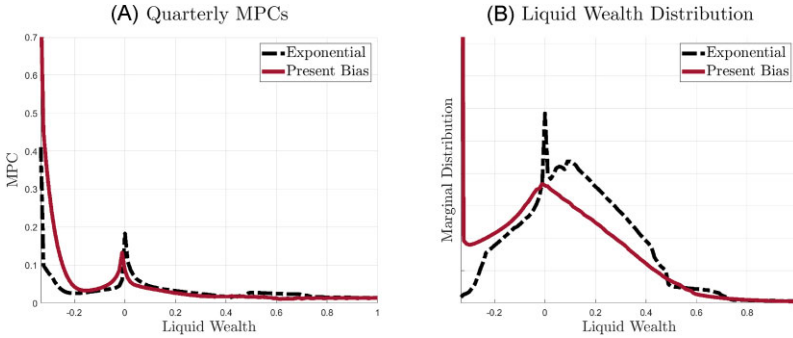 (A) Quarterly MPCs
Exponential
Present Bias
MPC
0.7
0.6
0.5
0.4
0.3
0.2
0.1
0
-0.2 0 0.2 0.4 0.6 0.8 1
Liquid Wealth
(B) Liquid Wealth Distribution
Exponential
Present Bias
Marginal Distribution
-0.2 0 0.2 0.4 0.6 0.8
Liquid Wealth